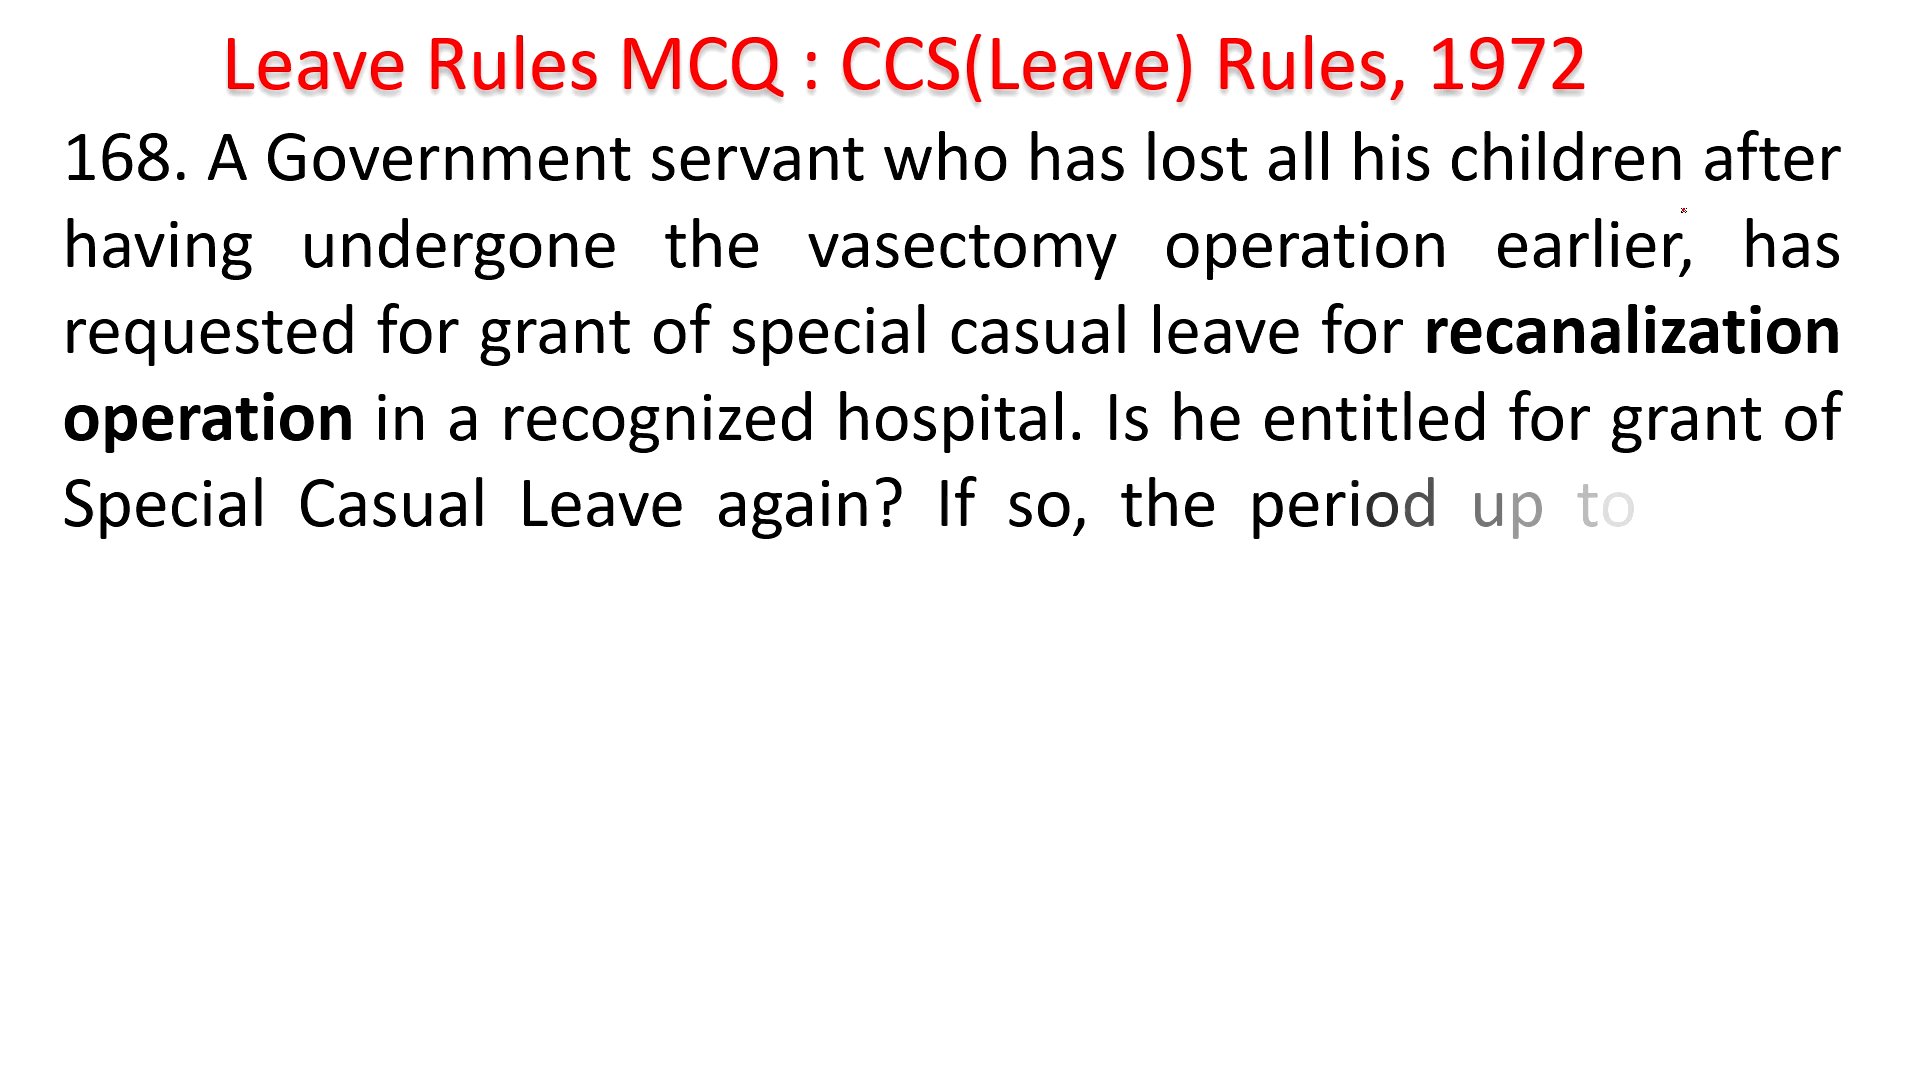 Leave Rules MCQ : CCS(Leave) Rules, 1972
168. A Government servant who has lost all his children after
having undergone the vasectomy operation earlier, has
requested for grant of special casual leave for recanalization
operation in a recognized hospital. Is he entitled for grant of
Special Casual Leave again? If so, the period up to